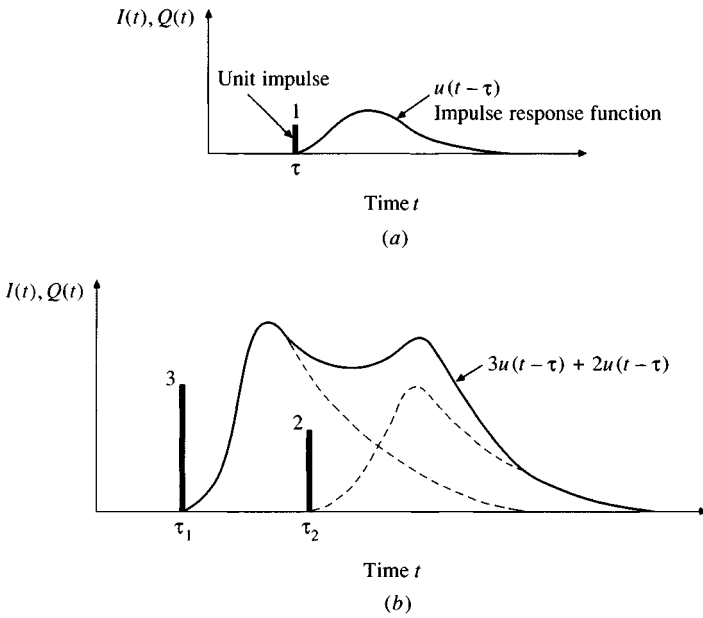 I(t), Q(t)
Unit impulse
1
u(t − τ)
Impulse response function
τ
Time t
(a)
I(t), Q(t)
3
2
3u(t − τ) + 2u(t − τ)
τ1
τ2
Time t
(b)